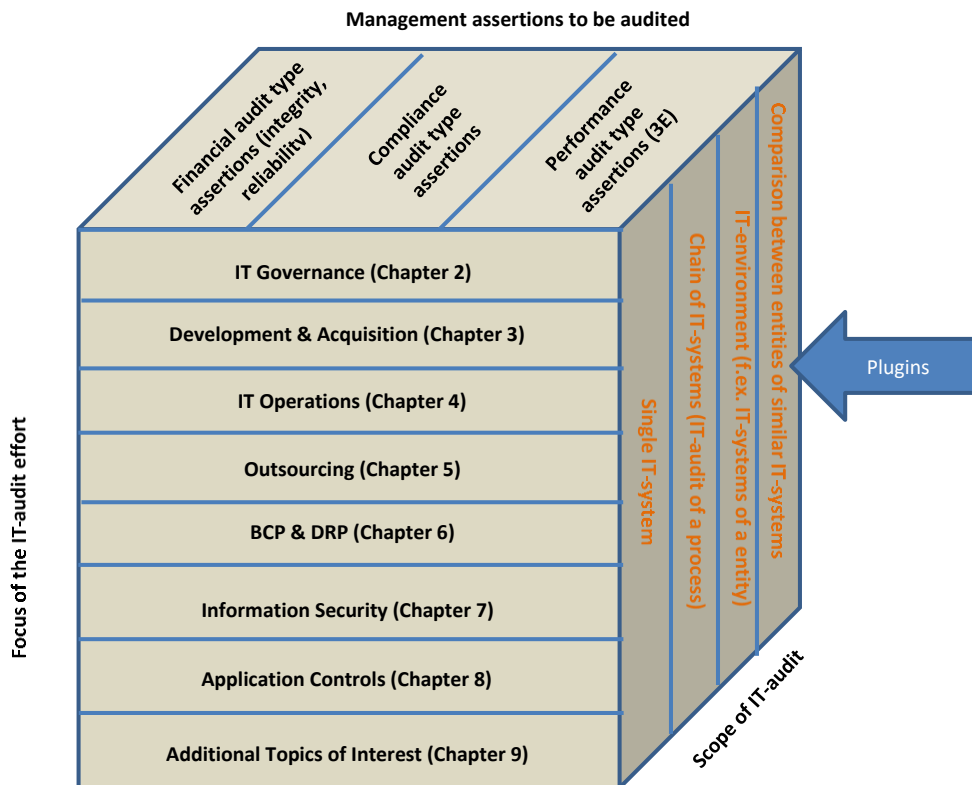 Management assertions to be audited
Financial audit type
assertions (integrity,
reliability)
Compliance
audit type
assertions
Performance
audit type
assertions (3E)
IT Governance (Chapter 2)
Development & Acquisition (Chapter 3)
IT Operations (Chapter 4)
Outsourcing (Chapter 5)
BCP & DRP (Chapter 6)
Information Security (Chapter 7)
Application Controls (Chapter 8)
Additional Topics of Interest (Chapter 9)
Focus of the IT-audit effort
Single IT-system
Chain of IT-systems (IT-audit of a process)
IT-environment (f.ex. IT-systems of a entity)
Comparison between entities of similar IT-systems
Scope of IT-audit
Plugins